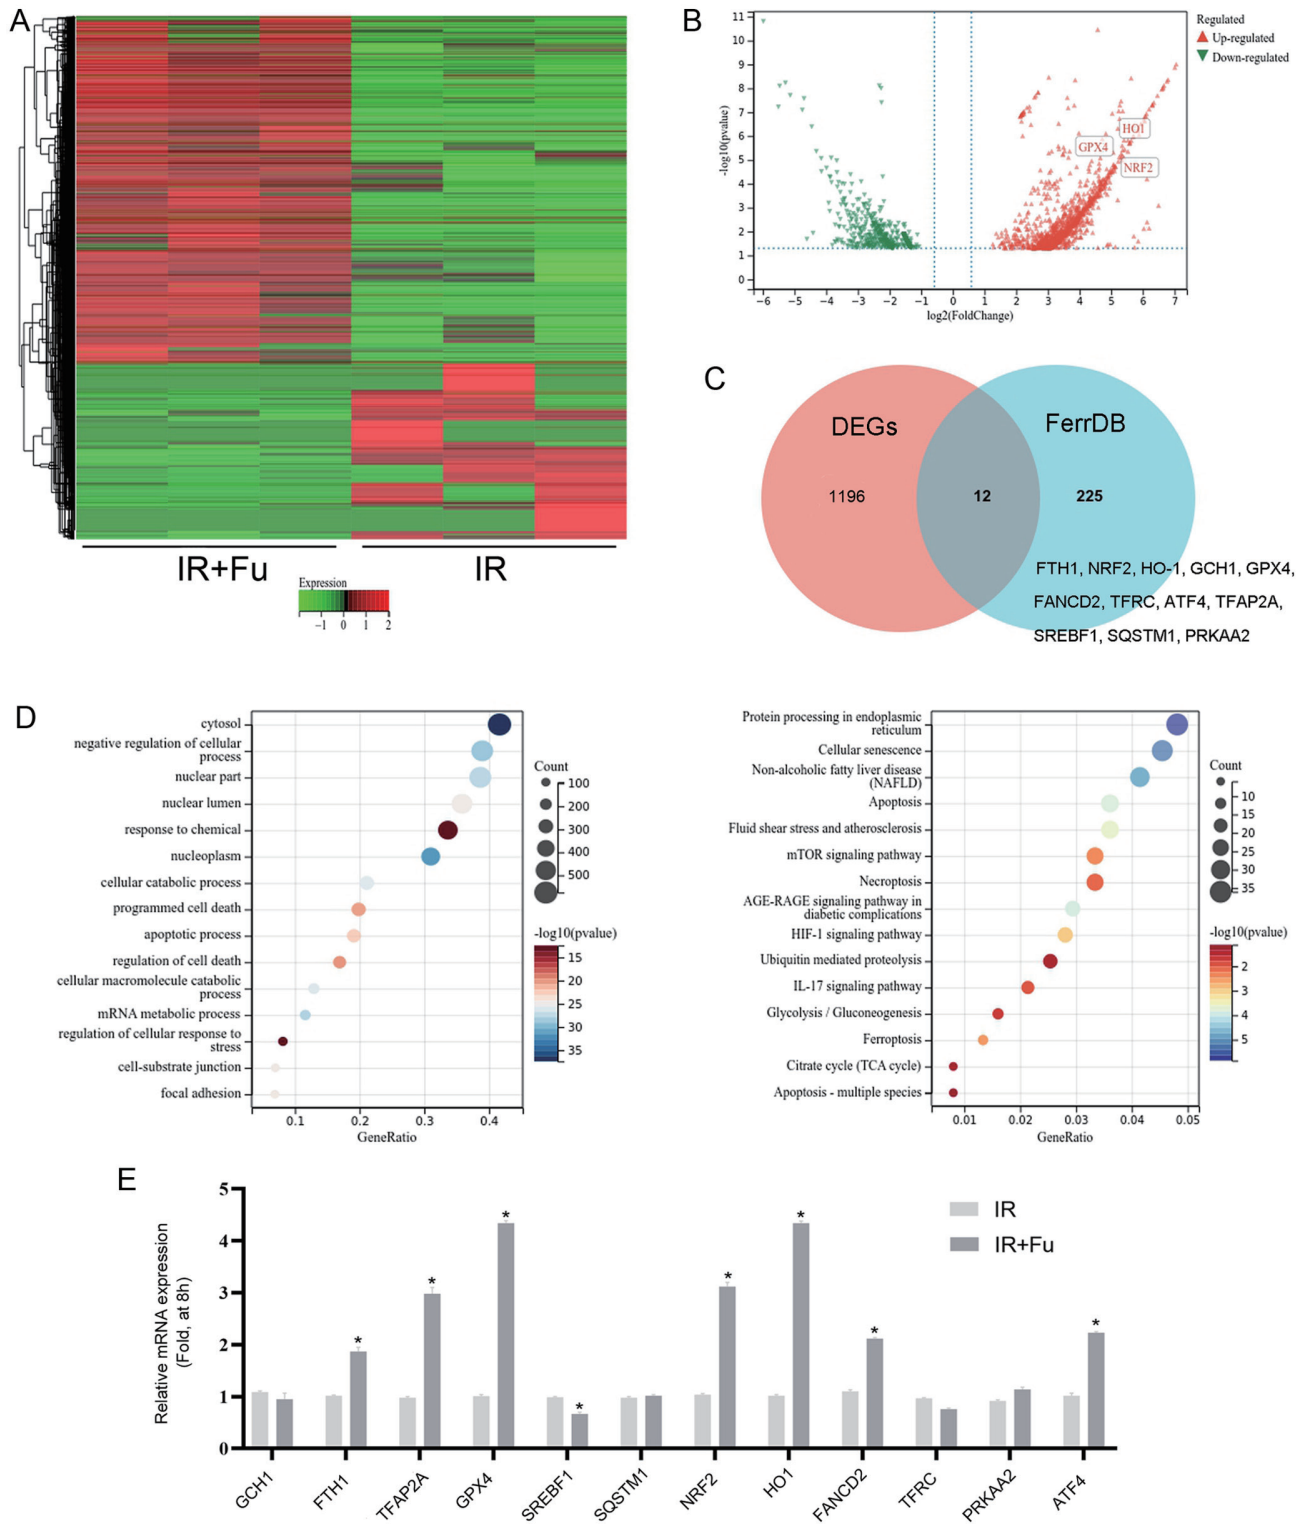 A
IR+Fu
IR
Expression
−1 0 1 2
B
11
10
9
8
7
6
5
4
3
2
1
0
-log10(pvalue)
−6 −5 −4 −3 −2 −1 0 1 2 3 4 5 6 7
log2(FoldChange)
HO1
GPX4
NRF2
Regulated
Up-regulated
Down-regulated
C
DEGs
FerrDB
1196
12
225
FTH1, NRF2, HO-1, GCH1, GPX4,
FANCD2, TFRC, ATF4, TFAP2A,
SREBF1, SQSTM1, PRKAA2
D
cytosol
negative regulation of cellular
process
nuclear part
nuclear lumen
response to chemical
nucleoplasm
cellular catabolic process
programmed cell death
apoptotic process
regulation of cell death
cellular macromolecule catabolic
process
mRNA metabolic process
regulation of cellular response to
stress
cell-substrate junction
focal adhesion
0.1 0.2 0.3 0.4
GeneRatio
Count
100
200
300
400
500
-log10(pvalue)
15
20
25
30
35
Protein processing in endoplasmic
reticulum
Cellular senescence
Non-alcoholic fatty liver disease
(NAFLD)
Apoptosis
Fluid shear stress and atherosclerosis
mTOR signaling pathway
Necroptosis
AGE-RAGE signaling pathway in
diabetic complications
HIF-1 signaling pathway
Ubiquitin mediated proteolysis
IL-17 signaling pathway
Glycolysis / Gluconeogenesis
Ferroptosis
Citrate cycle (TCA cycle)
Apoptosis - multiple species
0.01 0.02 0.03 0.04 0.05
GeneRatio
Count
10
15
20
25
30
35
-log10(pvalue)
2
3
4
5
E
Relative mRNA expression
(Fold, at 8h)
5
4
3
2
1
0
* * * * * * * *
IR
IR+Fu
GCH1 FTH1 TFAP2A GPX4 SREBF1 SQSTM1 NRF2 HO1 FANCD2 TFRC PRKAA2 ATF4